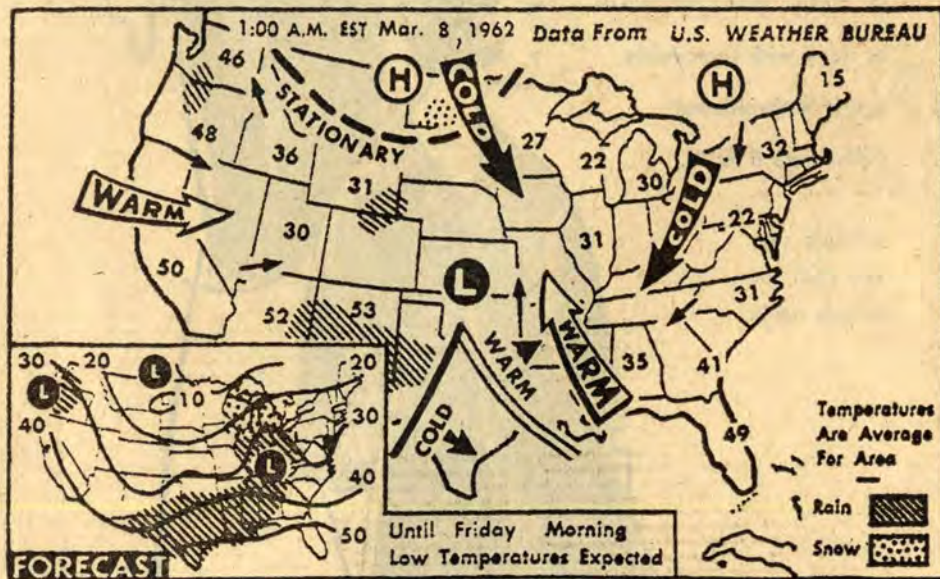 1:00 A.M. EST Mar. 8, 1962 Data From U.S. WEATHER BUREAU
46
H
COLD
H
15
STATIONARY
48
36
27
22
30
32
31
WARM
COLD
22
30
31
50
L
31
52
53
WARM
WARM
35
41
COLD
49
30
20
L
L
10
20
30
40
L
40
50
FORECAST
Until Friday Morning
Low Temperatures Expected
Temperatures
Are Average
For Area
Rain
Snow